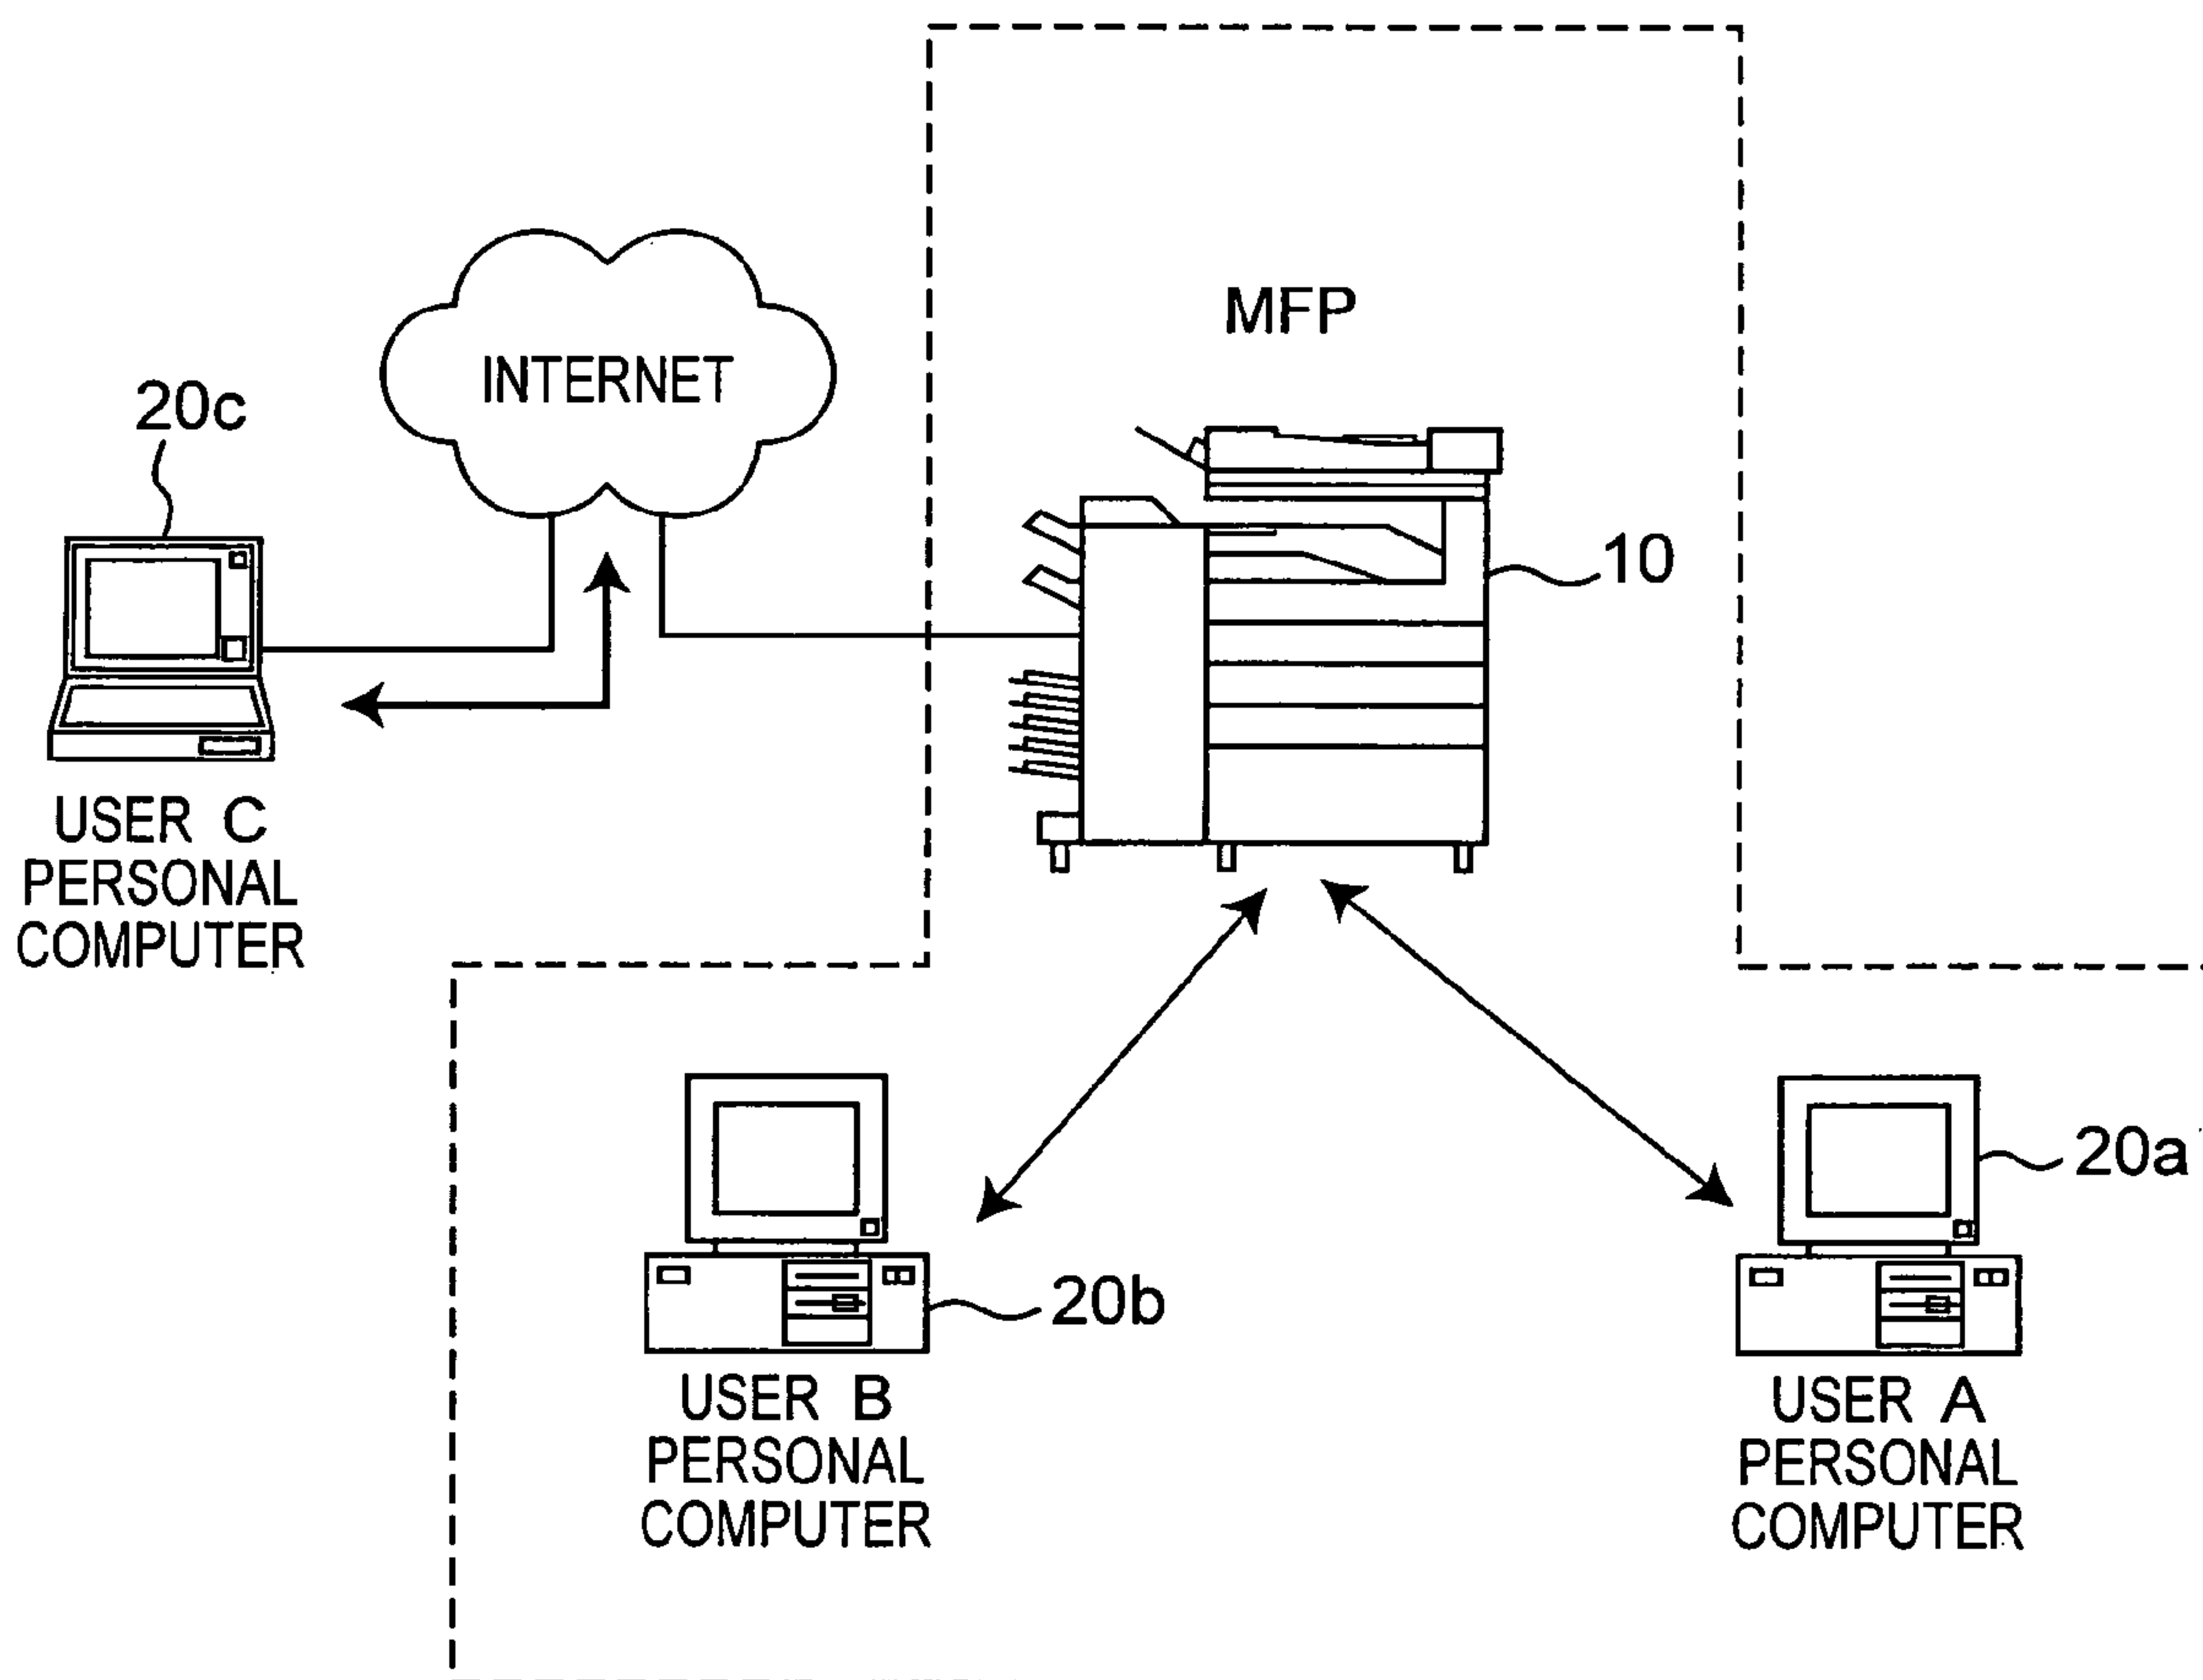 MFP
INTERNET
20c
10
USER C
PERSONAL
COMPUTER
20a
20b
USER B
PERSONAL
COMPUTER
USER A
PERSONAL
COMPUTER